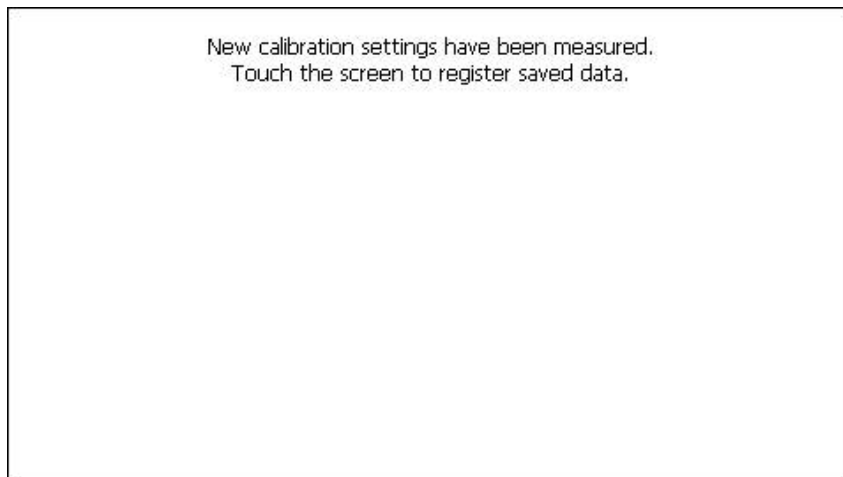 New calibration settings have been measured.
Touch the screen to register saved data.